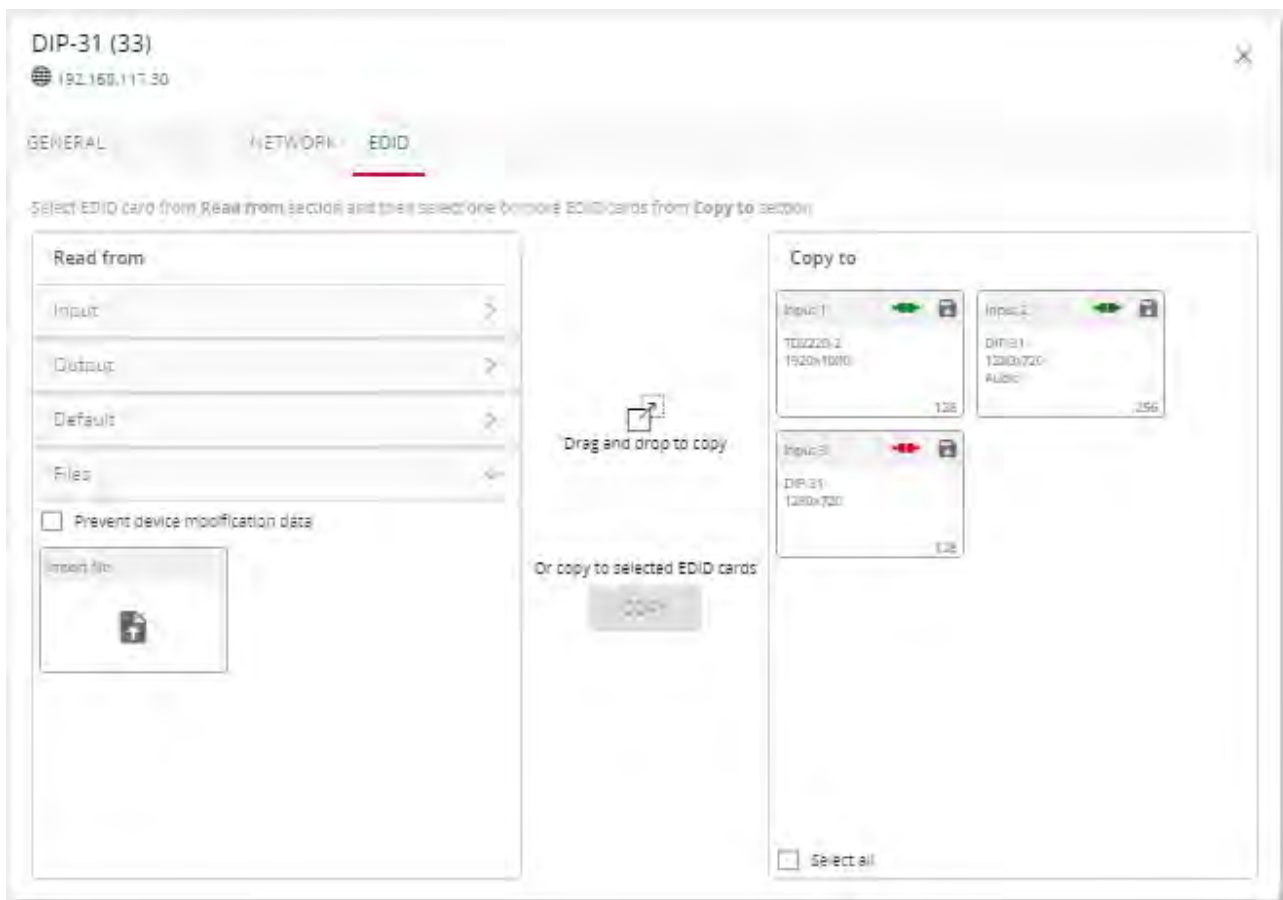 DIP-31 (33)
192.168.117.30
GENERAL NETWORK EDID
Select EDID card from Read from section and then select one or more EDID cards from Copy to section
Read from
Input
Output
Default
Files
Prevent device modification data
Import file
Drag and drop to copy
Or copy to selected EDID cards
COPY
Copy to
Input 1
1920x1080
128
Input 2
DIP-31
1280x720
Audio
256
Input 3
DIP-31
1280x720
128
Select all